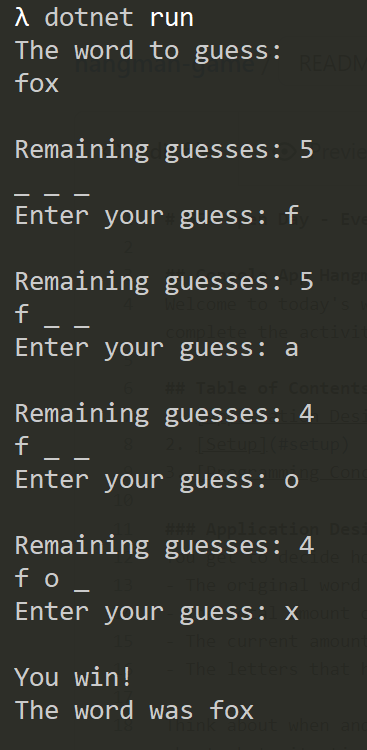 λ dotnet run
The word to guess:
fox
Remaining guesses: 5
_ _ _
Enter your guess: f
Remaining guesses: 5
f _ _
Enter your guess: a
Remaining guesses: 4
f _ _
Enter your guess: o
Remaining guesses: 4
f o _
Enter your guess: x
You win!
The word was fox